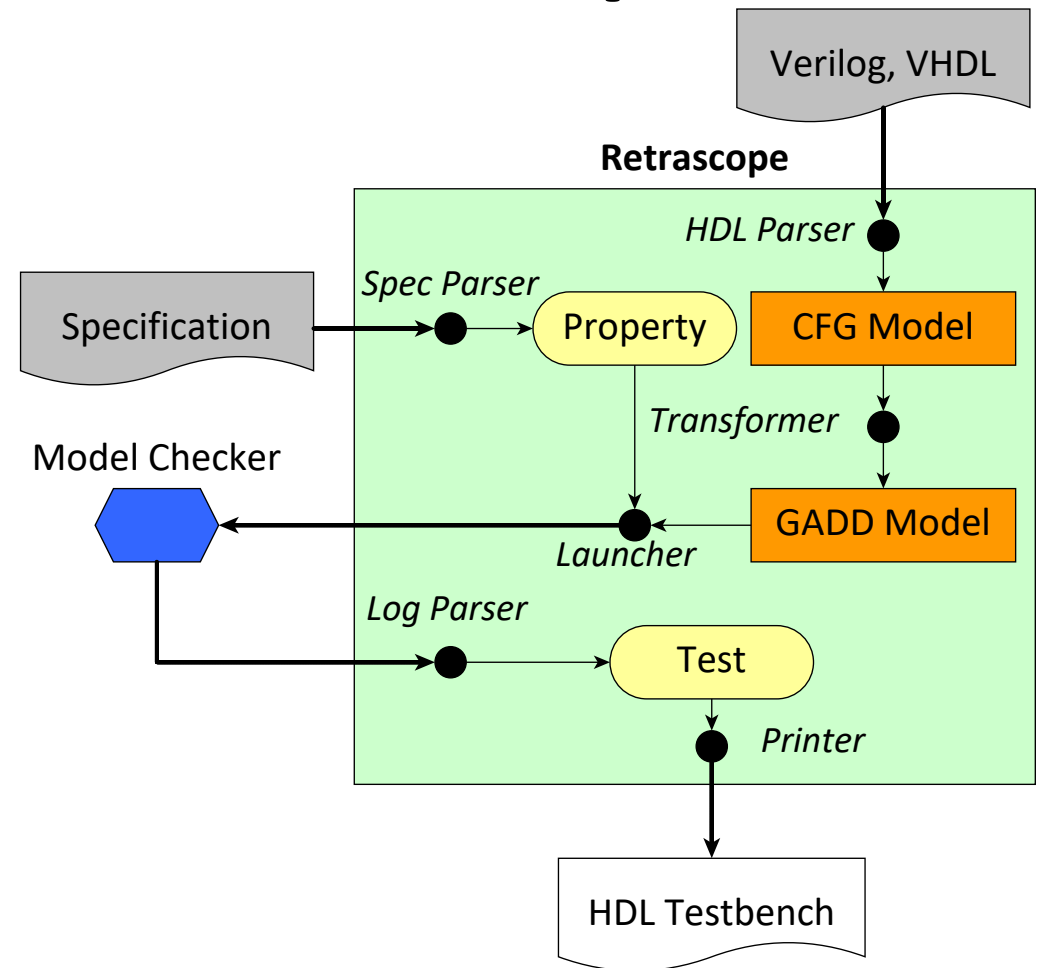 Verilog, VHDL
Retrascope
HDL Parser
Spec Parser
Specification
Property
CFG Model
Transformer
Model Checker
GADD Model
Launcher
Log Parser
Test
Printer
HDL Testbench